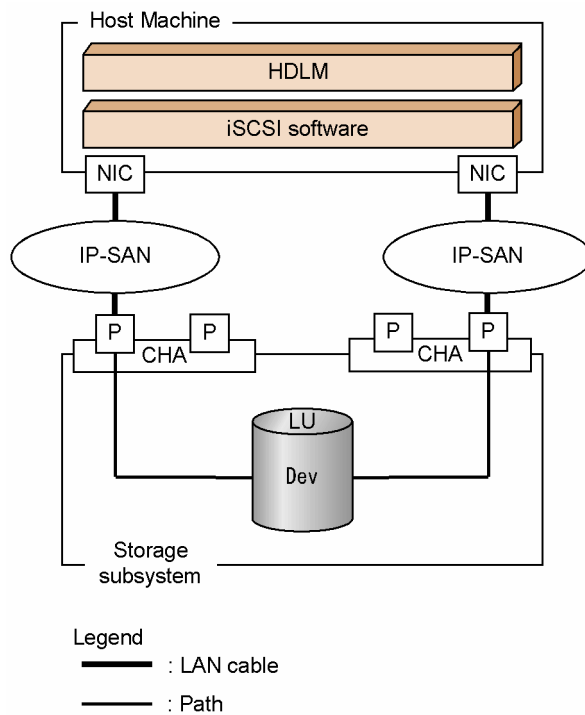 Host Machine
HDLM
iSCSI software
NIC
NIC
IP-SAN
IP-SAN
P
P
P
P
CHA
CHA
LU
Dev
Storage
subsystem
Legend
: LAN cable
: Path